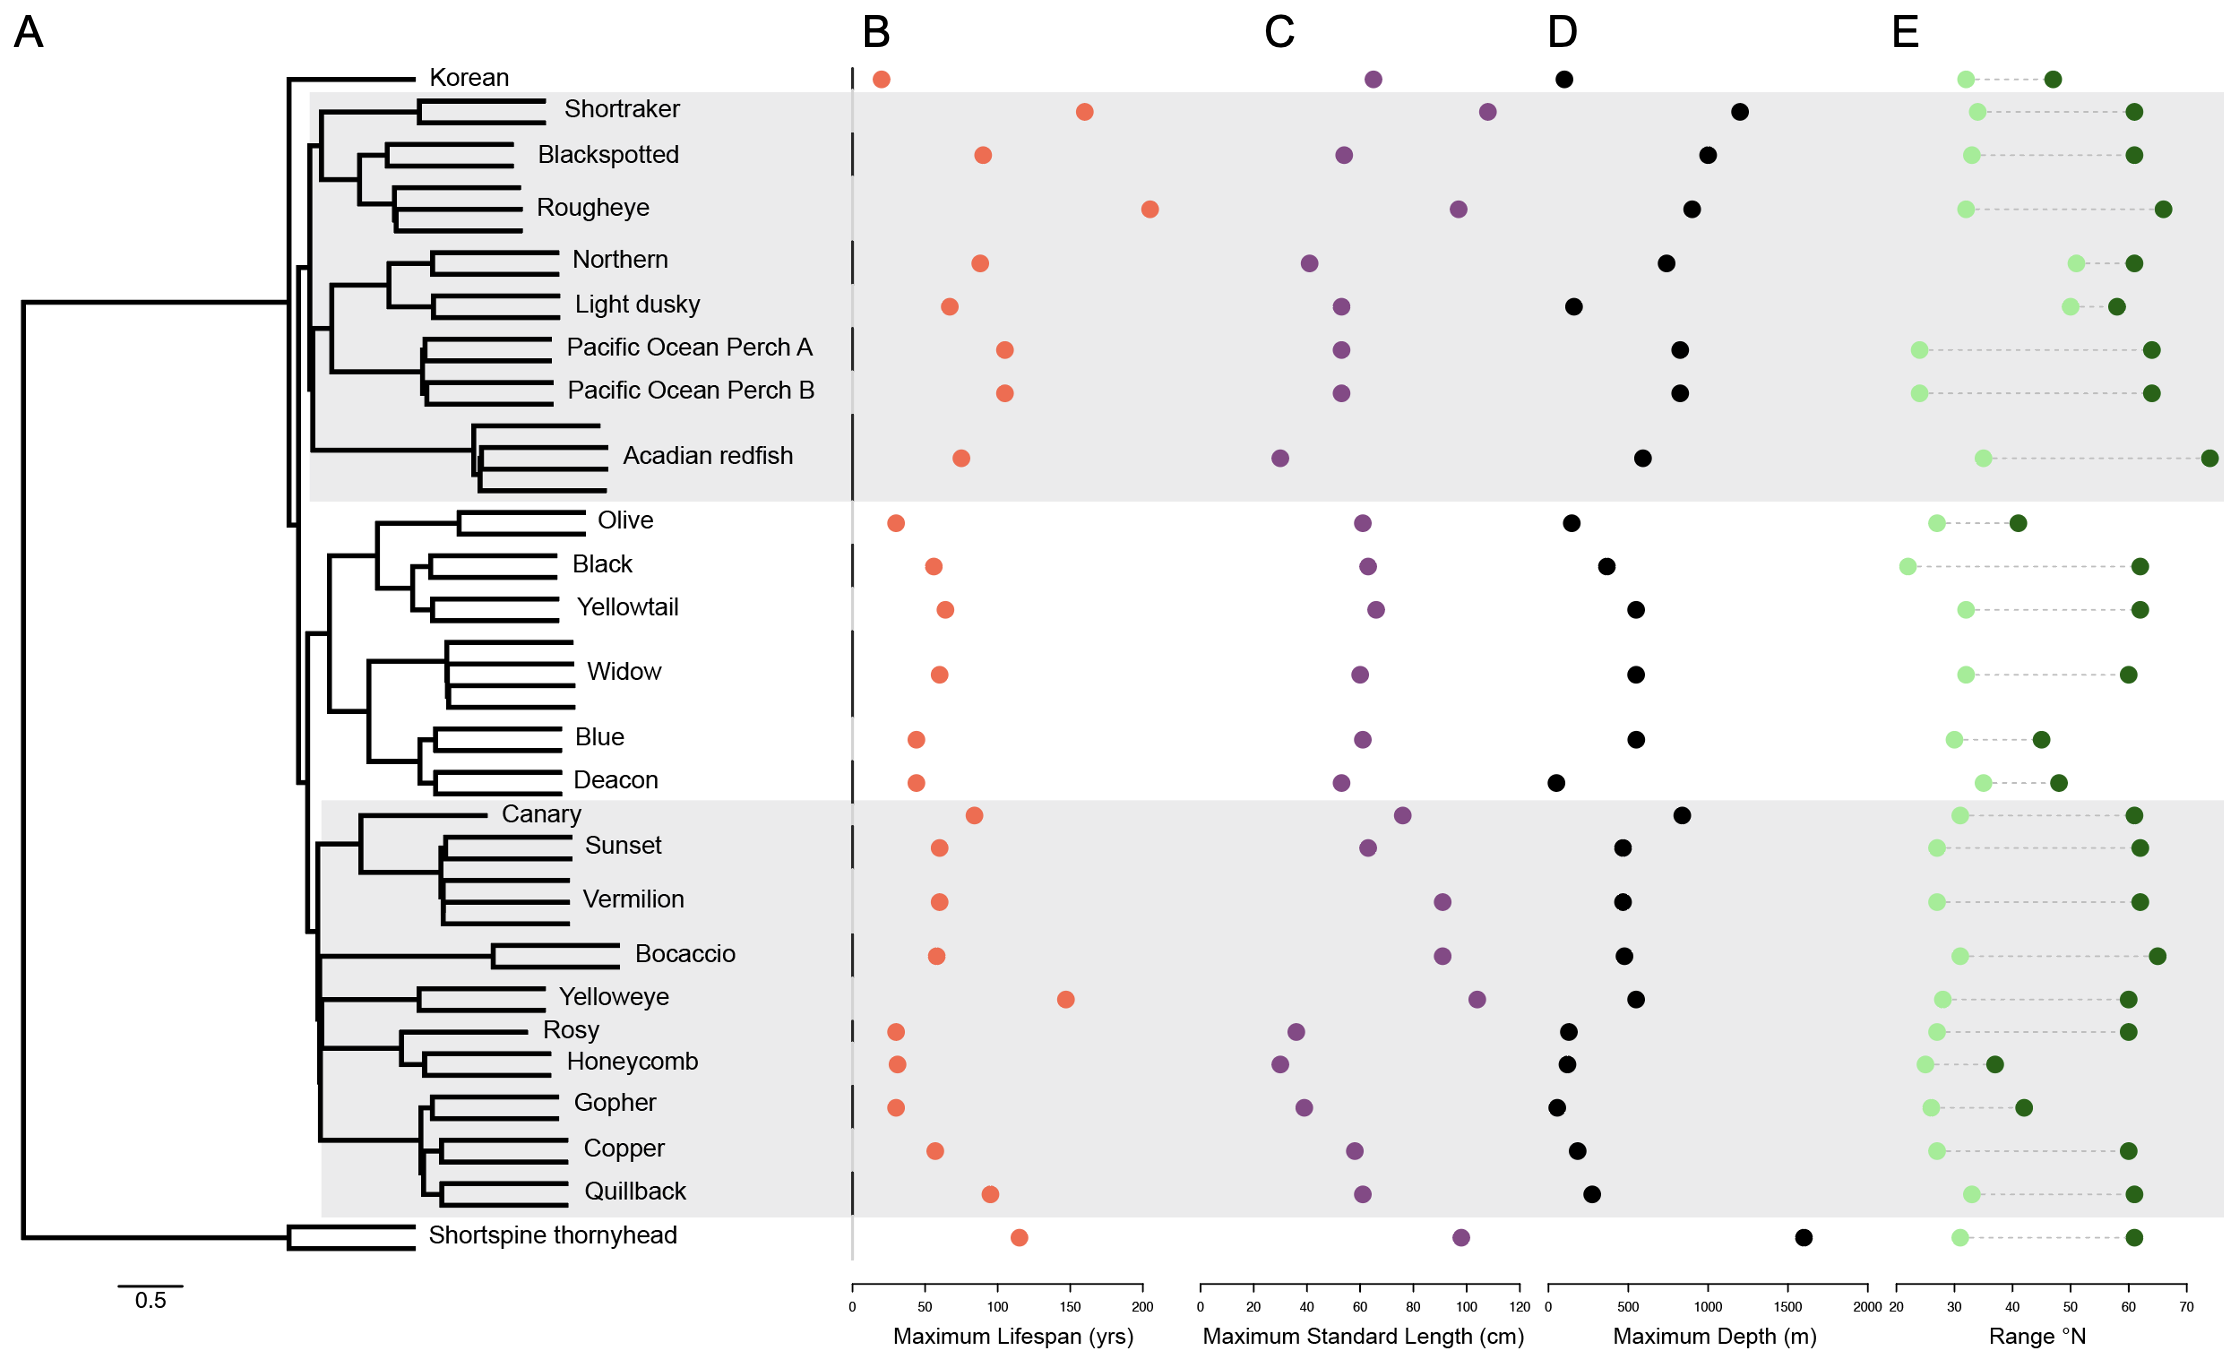 A B C D E
Korean
Shortraker
Blackspotted
Rougheye
Northern
Light dusky
Pacific Ocean Perch A
Pacific Ocean Perch B
Acadian redfish
Olive
Black
Yellowtail
Widow
Blue
Deacon
Canary
Sunset
Vermilion
Bocaccio
Yelloweye
Rosy
Honeycomb
Gopher
Copper
Quillback
Shortspine thornyhead
0.5
0 50 100 150 200 0 20 40 60 80 100 120 0 500 1000 1500 2000 20 30 40 50 60 70
Maximum Lifespan (yrs) Maximum Standard Length (cm) Maximum Depth (m) Range °N